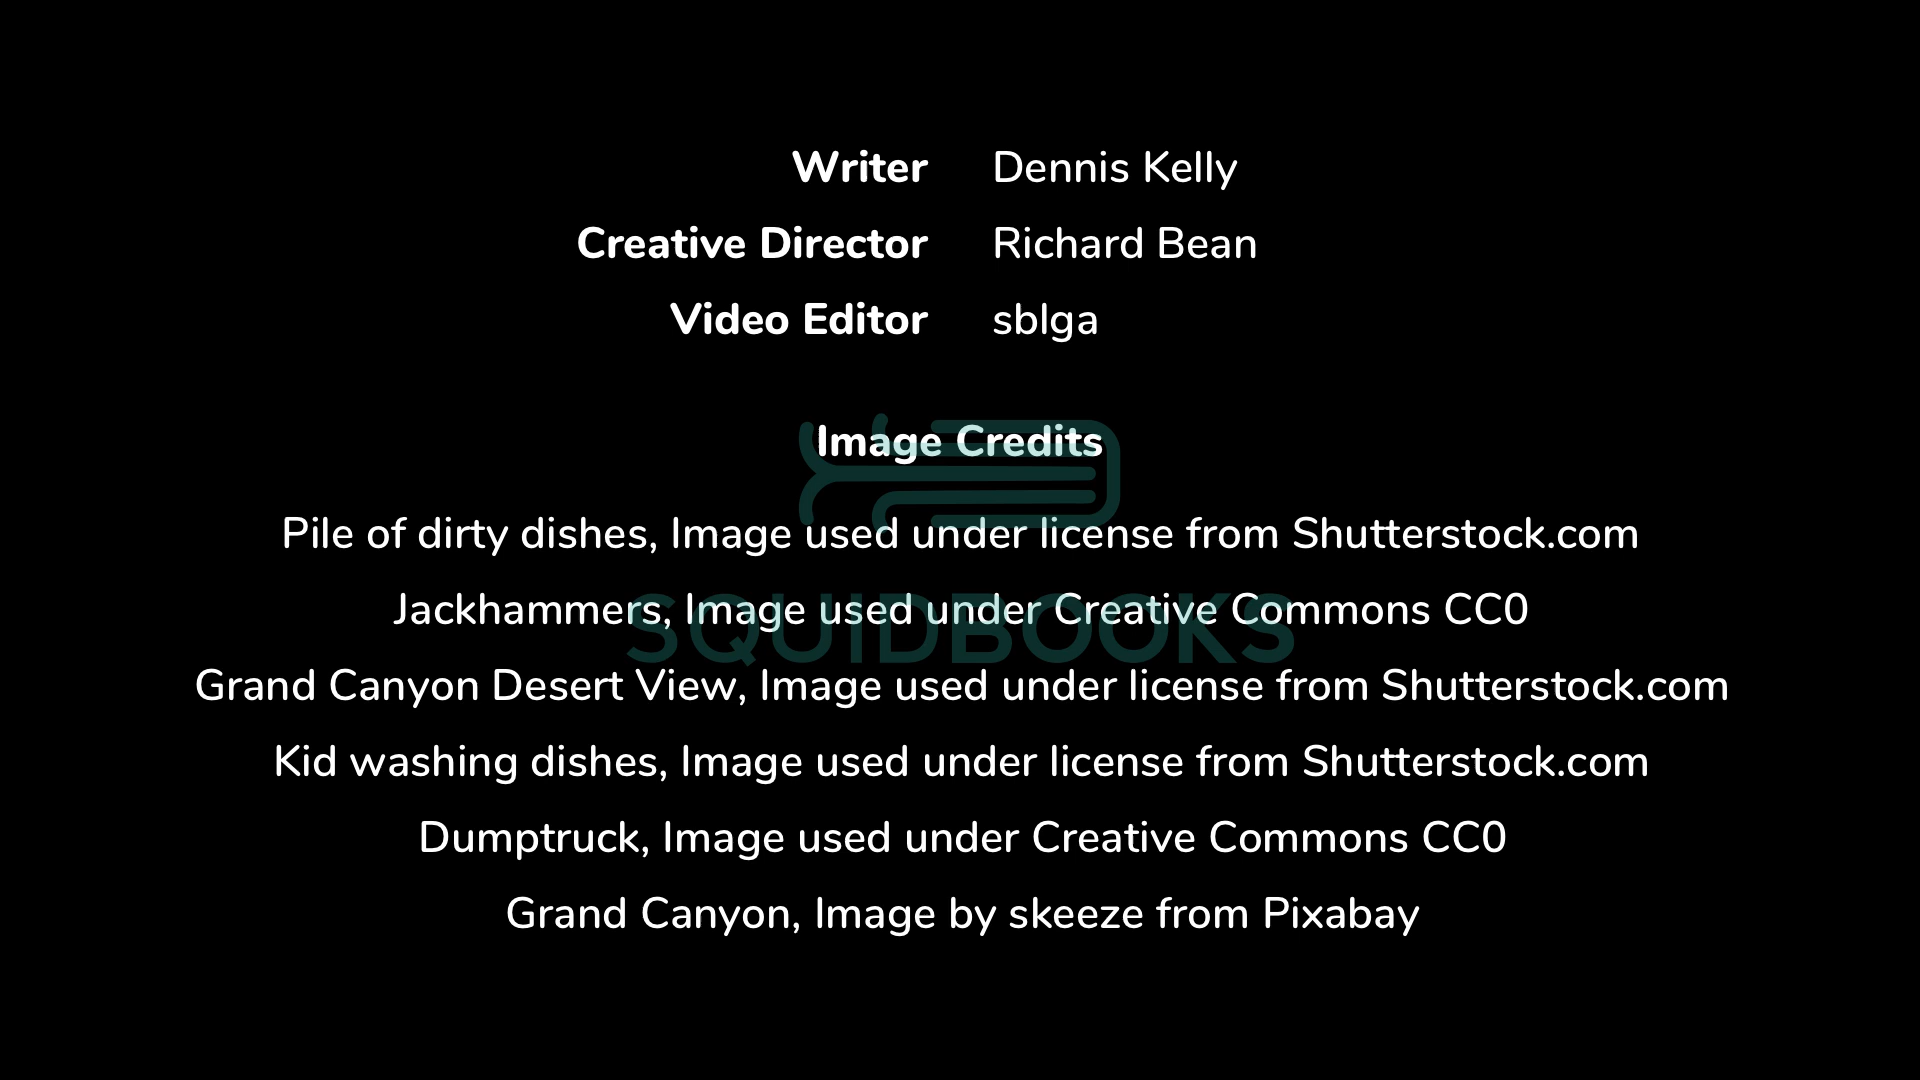 Writer Dennis Kelly
Creative Director Richard Bean
Video Editor sblga
Image Credits
Pile of dirty dishes, Image used under license from Shutterstock.com
Jackhammers, Image used under Creative Commons CC0
SQUIDBOOKS
Grand Canyon Desert View, Image used under license from Shutterstock.com
Kid washing dishes, Image used under license from Shutterstock.com
Dumptruck, Image used under Creative Commons CC0
Grand Canyon, Image by skeeze from Pixabay